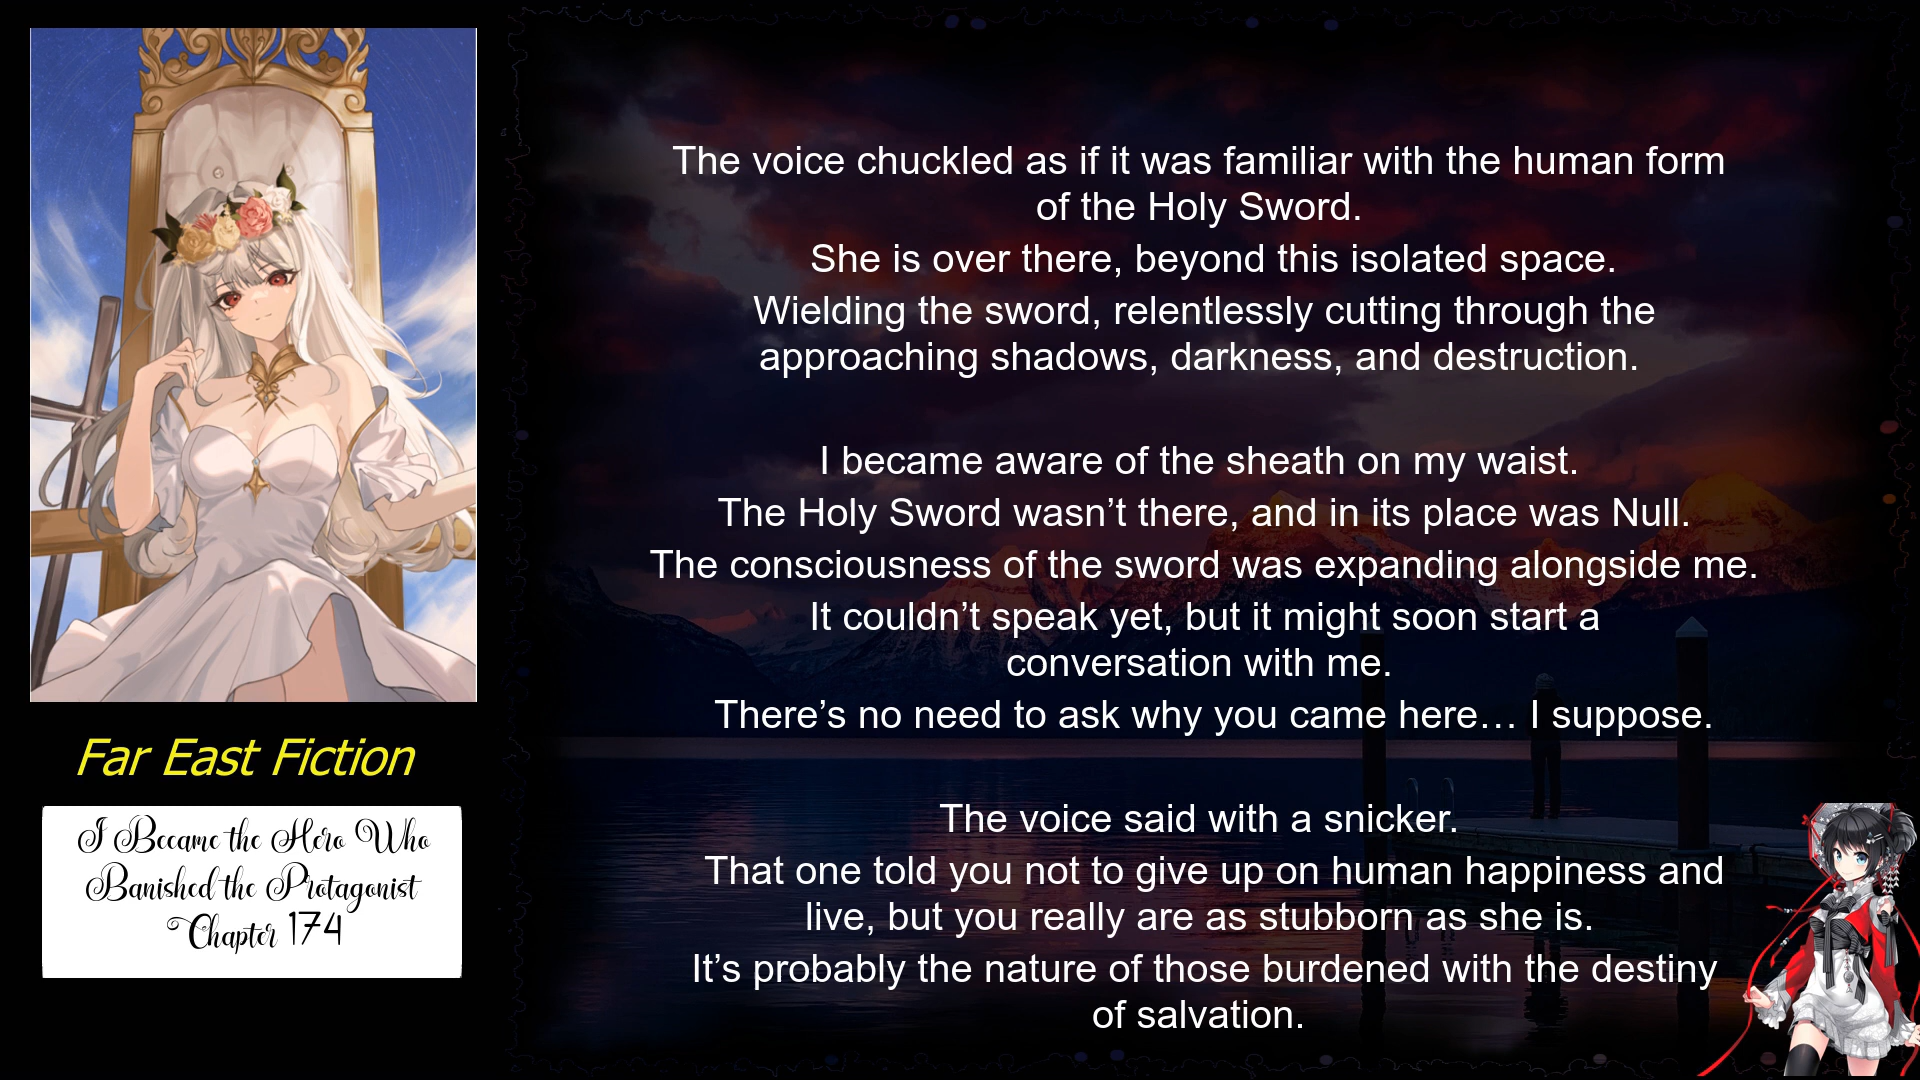 The voice chuckled as if it was familiar with the human form
of the Holy Sword.
She is over there, beyond this isolated space.
Wielding the sword, relentlessly cutting through the
approaching shadows, darkness, and destruction.
I became aware of the sheath on my waist.
The Holy Sword wasn’t there, and in its place was Null.
The consciousness of the sword was expanding alongside me.
It couldn’t speak yet, but it might soon start a
conversation with me.
There’s no need to ask why you came here… I suppose.
The voice said with a snicker.
That one told you not to give up on human happiness and
live, but you really are as stubborn as she is.
It’s probably the nature of those burdened with the destiny
of salvation.
Far East Fiction
I Became the Hero Who
Banished the Protagonist
Chapter 174